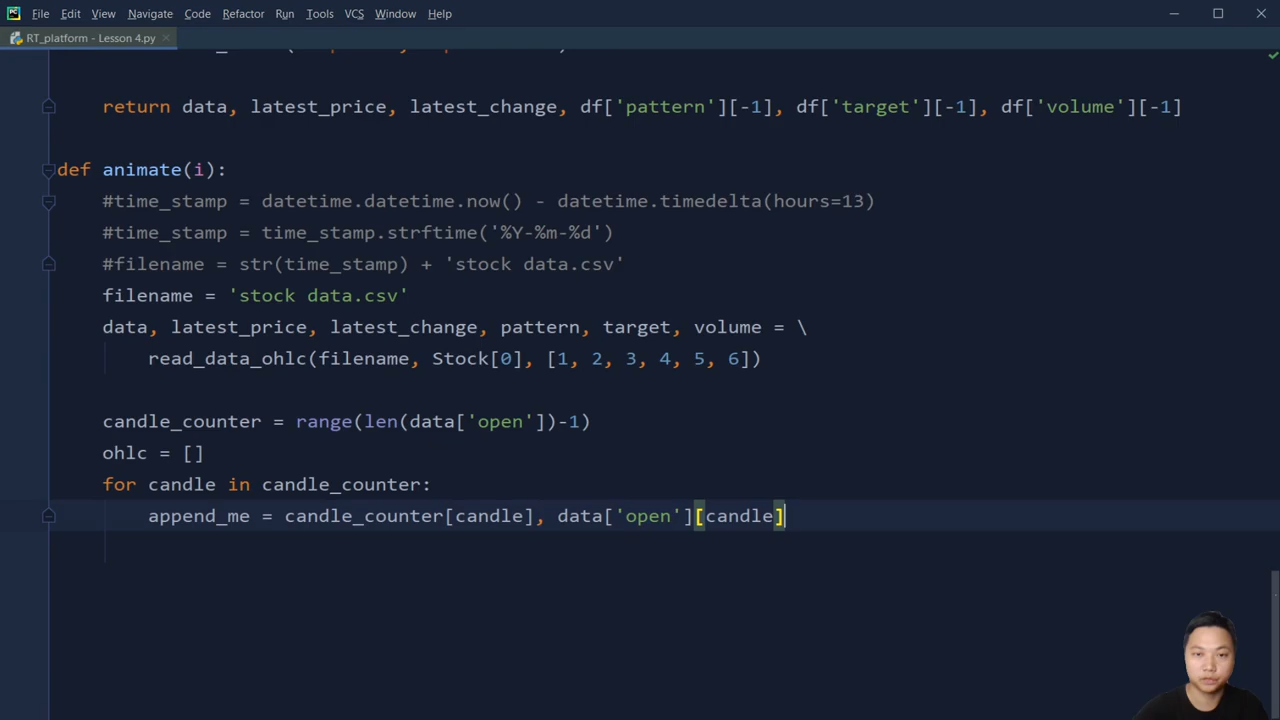 File Edit View Navigate Code Refactor Run Tools VCS Window Help
RT_platform - Lesson 4.py
return data, latest_price, latest_change, df['pattern'][-1], df['target'][-1], df['volume'][-1]
def animate(i):
#time_stamp = datetime.datetime.now() - datetime.timedelta(hours=13)
#time_stamp = time_stamp.strftime('%Y-%m-%d')
#filename = str(time_stamp) + 'stock data.csv'
filename = 'stock data.csv'
data, latest_price, latest_change, pattern, target, volume = \
read_data_ohlc(filename, Stock[0], [1, 2, 3, 4, 5, 6])
candle_counter = range(len(data['open'])-1)
ohlc = []
for candle in candle_counter:
append_me = candle_counter[candle], data['open'][candle]